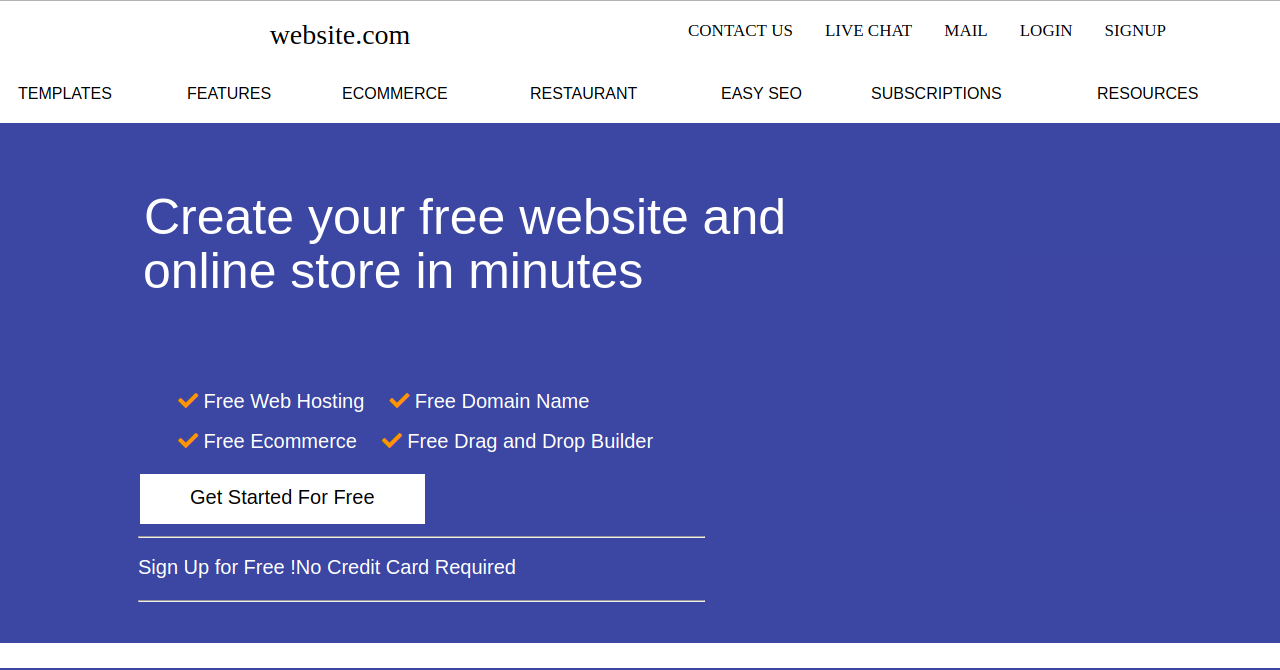 website.com
CONTACT US LIVE CHAT MAIL LOGIN SIGNUP
TEMPLATES FEATURES ECOMMERCE RESTAURANT EASY SEO SUBSCRIPTIONS RESOURCES
Create your free website and
online store in minutes
Free Web Hosting Free Domain Name
Free Ecommerce Free Drag and Drop Builder
Get Started For Free
Sign Up for Free !No Credit Card Required